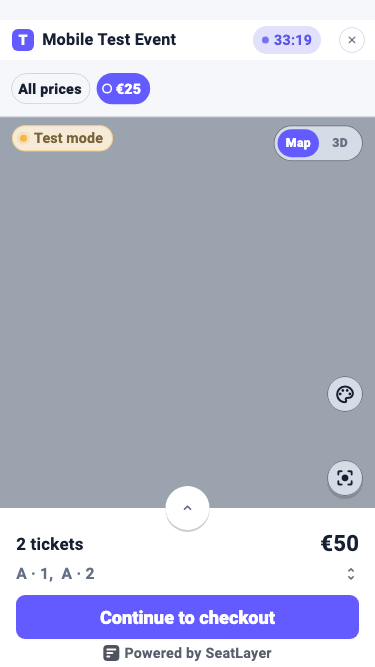 T Mobile Test Event 33:19
All prices €25
Test mode Map 3D
2 tickets €50
A · 1, A · 2
Continue to checkout
Powered by SeatLayer